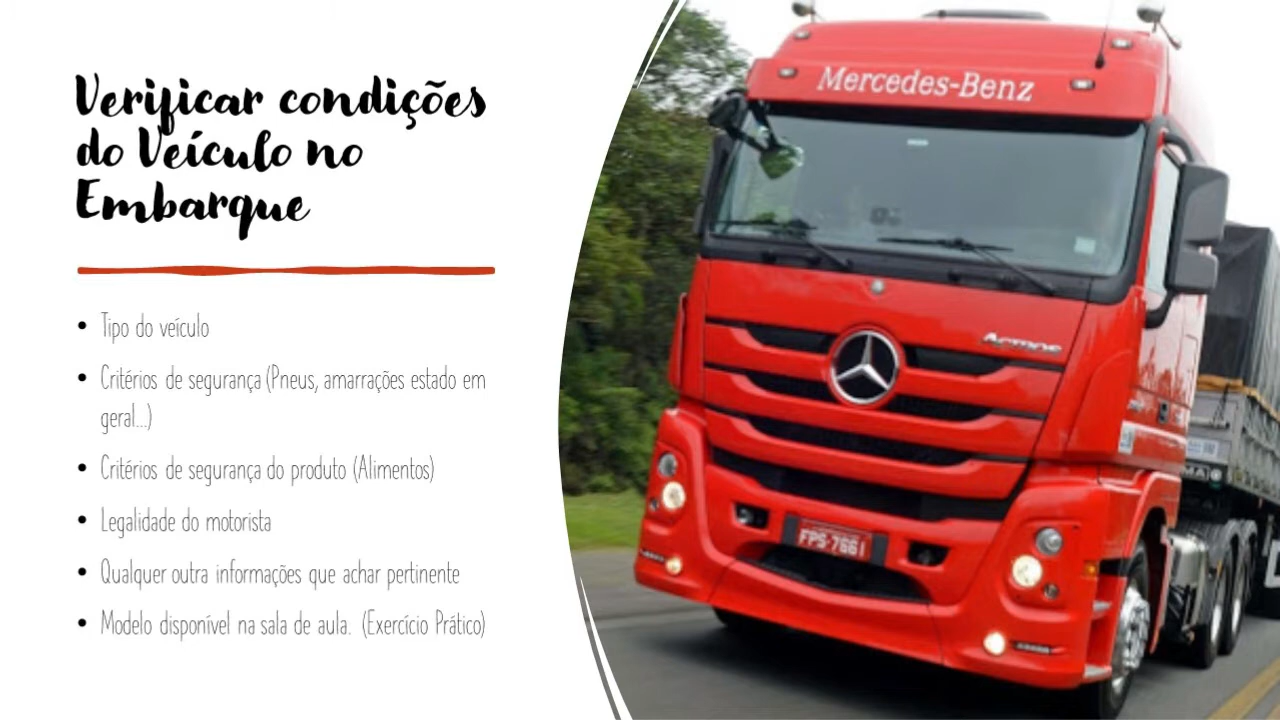 Verificar condições
do Veículo no
Embarque
• Tipo do veículo
• Critérios de segurança (Pneus, amarrações estado em
geral...)
• Critérios de segurança do produto (Alimentos)
• Legalidade do motorista
• Qualquer outra informações que achar pertinente
• Modelo disponível na sala de aula. (Exercício Prático)
Mercedes-Benz
Actros
FPS-7661